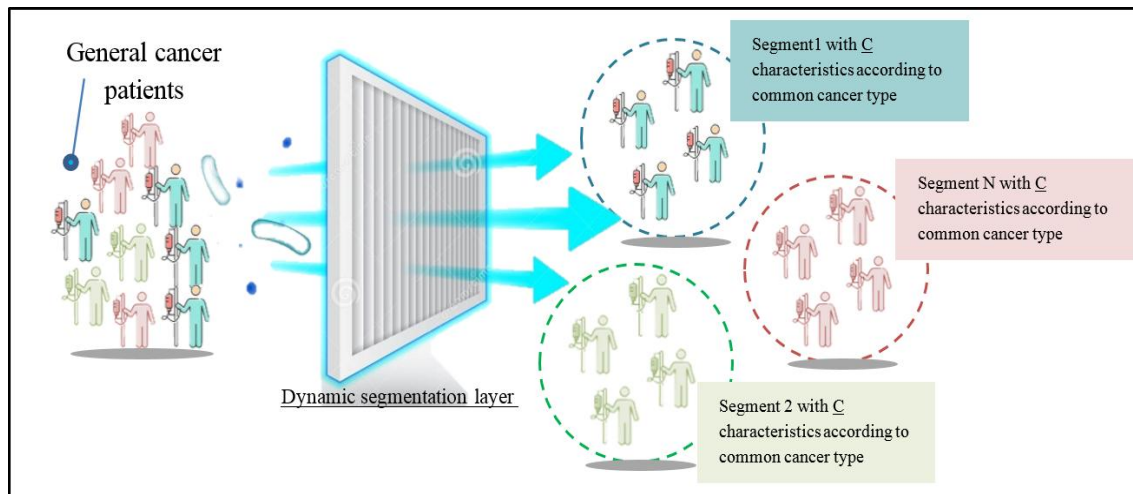 General cancer
patients
Dynamic segmentation layer
Segment1 with C
characteristics according to
common cancer type
Segment N with C
characteristics according to
common cancer type
Segment 2 with C
characteristics according to
common cancer type